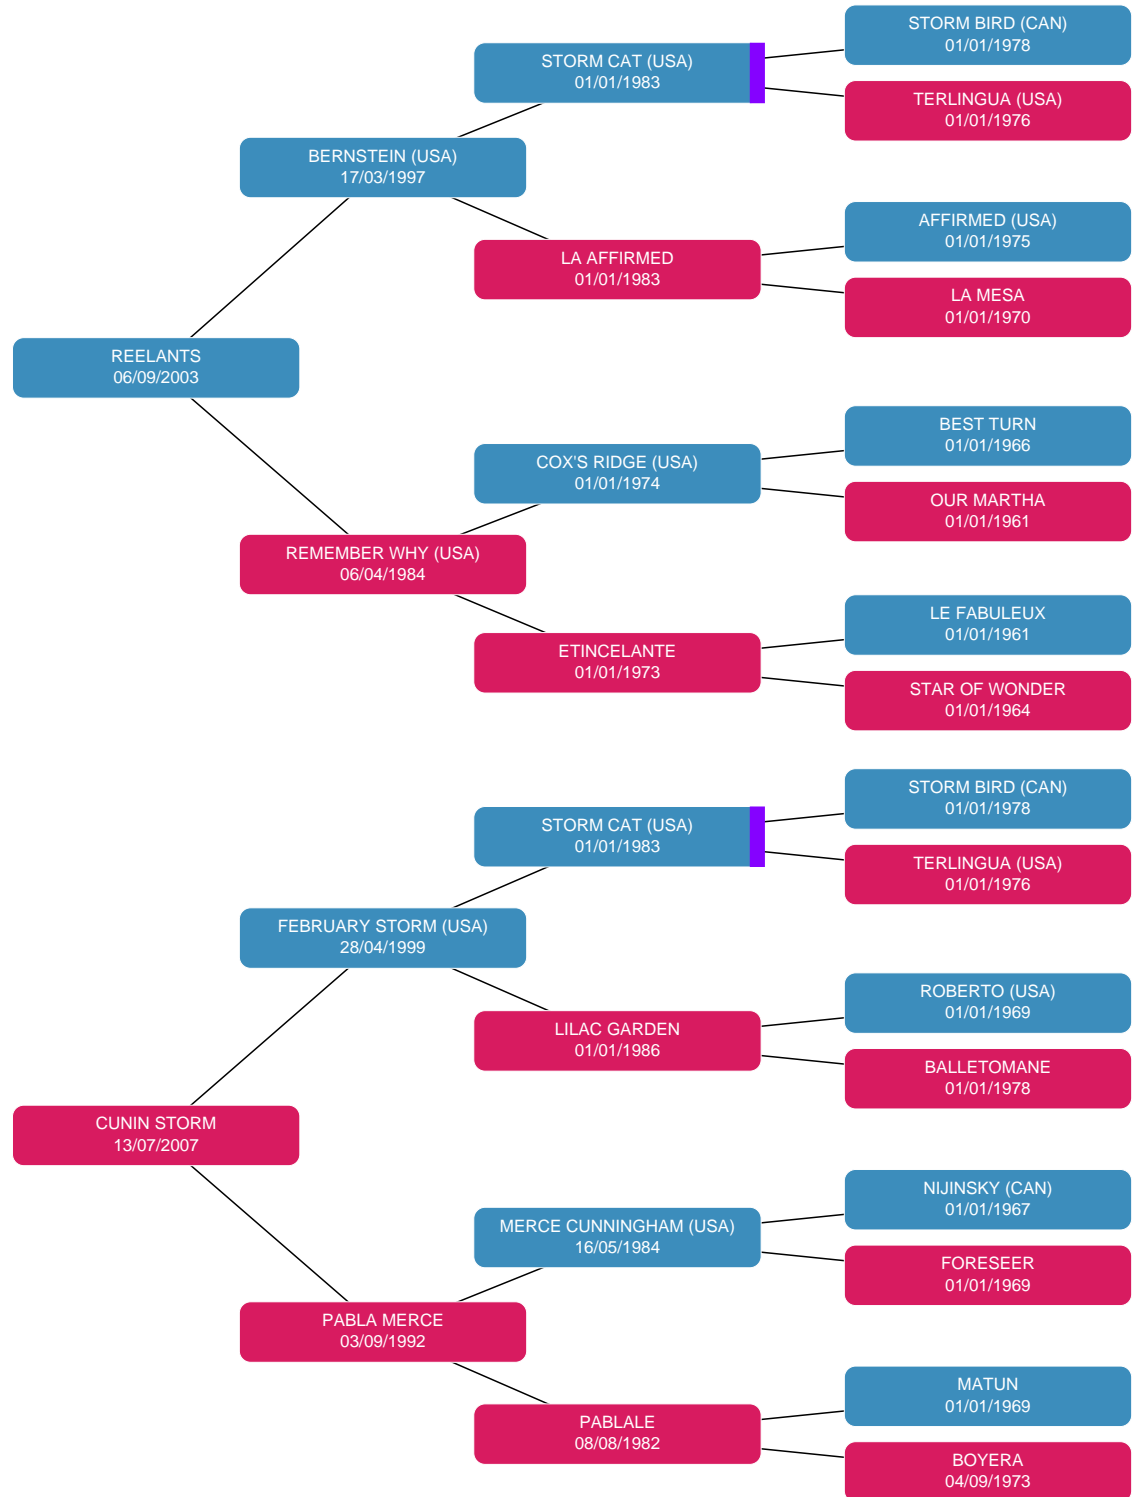 STORM BIRD (CAN)
01/01/1978
STORM CAT (USA)
01/01/1983
TERLINGUA (USA)
01/01/1976
BERNSTEIN (USA)
17/03/1997
AFFIRMED (USA)
01/01/1975
LA AFFIRMED
01/01/1983
LA MESA
01/01/1970
REELANTS
06/09/2003
BEST TURN
01/01/1966
COX'S RIDGE (USA)
01/01/1974
OUR MARTHA
01/01/1961
REMEMBER WHY (USA)
06/04/1984
LE FABULEUX
01/01/1961
ETINCELANTE
01/01/1973
STAR OF WONDER
01/01/1964
STORM BIRD (CAN)
01/01/1978
STORM CAT (USA)
01/01/1983
TERLINGUA (USA)
01/01/1976
FEBRUARY STORM (USA)
28/04/1999
ROBERTO (USA)
01/01/1969
LILAC GARDEN
01/01/1986
BALLETOMANE
01/01/1978
CUNIN STORM
13/07/2007
NIJINSKY (CAN)
01/01/1967
MERCE CUNNINGHAM (USA)
16/05/1984
FORESEER
01/01/1969
PABLA MERCE
03/09/1992
MATUN
01/01/1969
PABLALE
08/08/1982
BOYERA
04/09/1973